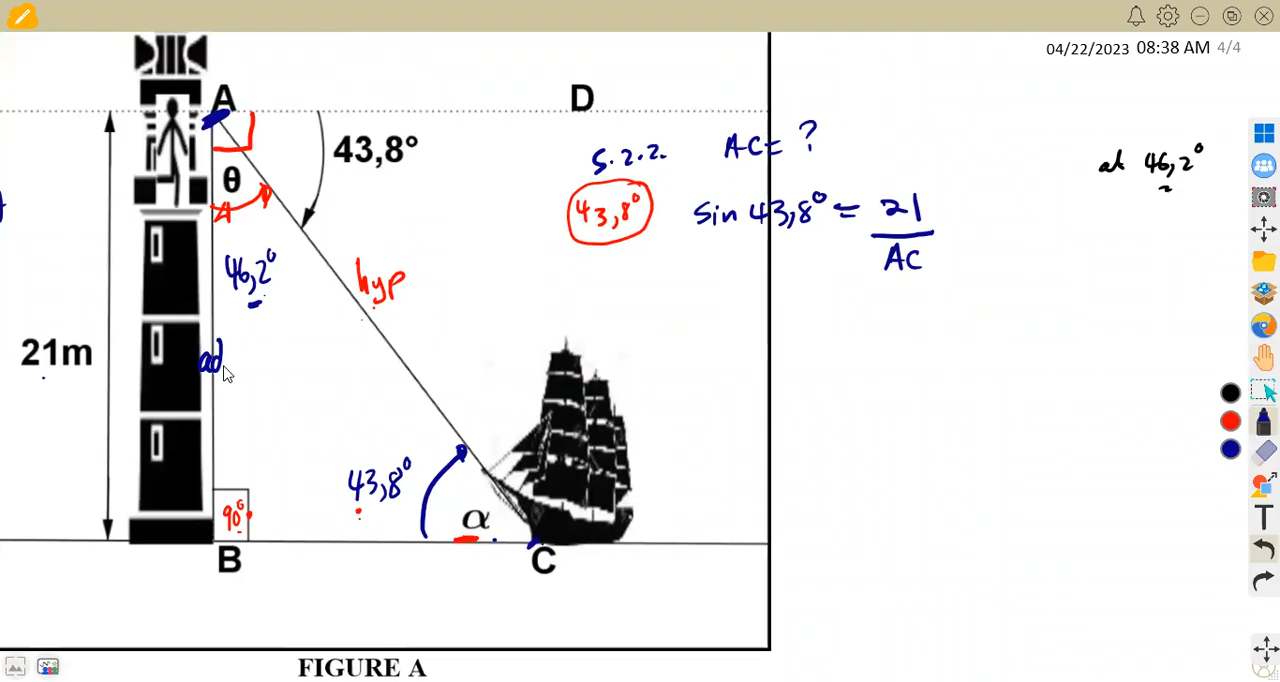 04/22/2023 08:38 AM 4/4
A
D
43,8°
5.2.2.
AC = ?
at 46,2°
θ
43,8°
sin 43,8° = 21
AC
46,2°
hyp
21m
ad
43,8°
90°
α
B
C
FIGURE A
T